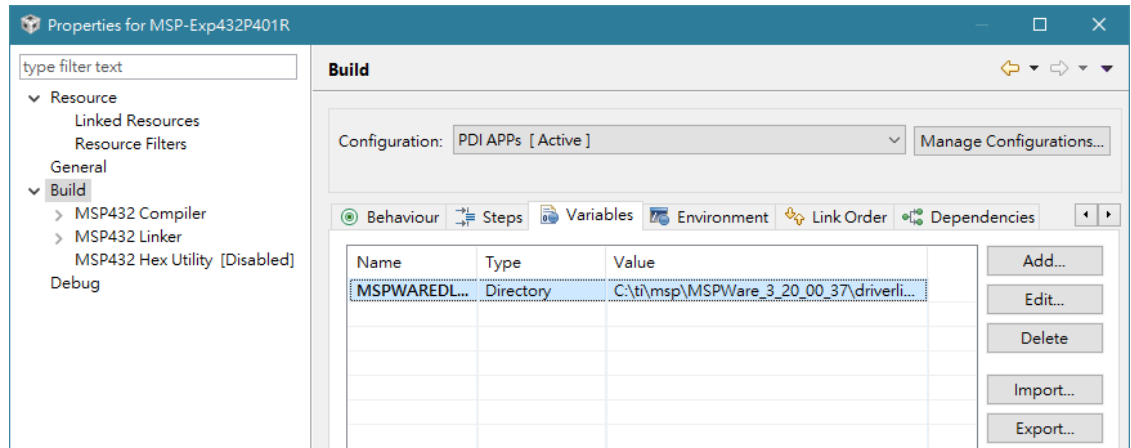 Properties for MSP-Exp432P401R
type filter text
Resource
Linked Resources
Resource Filters
General
Build
MSP432 Compiler
MSP432 Linker
MSP432 Hex Utility [Disabled]
Debug
Build
Configuration: PDI APPs [ Active ] Manage Configurations...
Behaviour Steps Variables Environment Link Order Dependencies
Name Type Value
MSPWAREDL... Directory C:\ti\msp\MSPWare_3_20_00_37\driverli...
Add...
Edit...
Delete
Import...
Export...